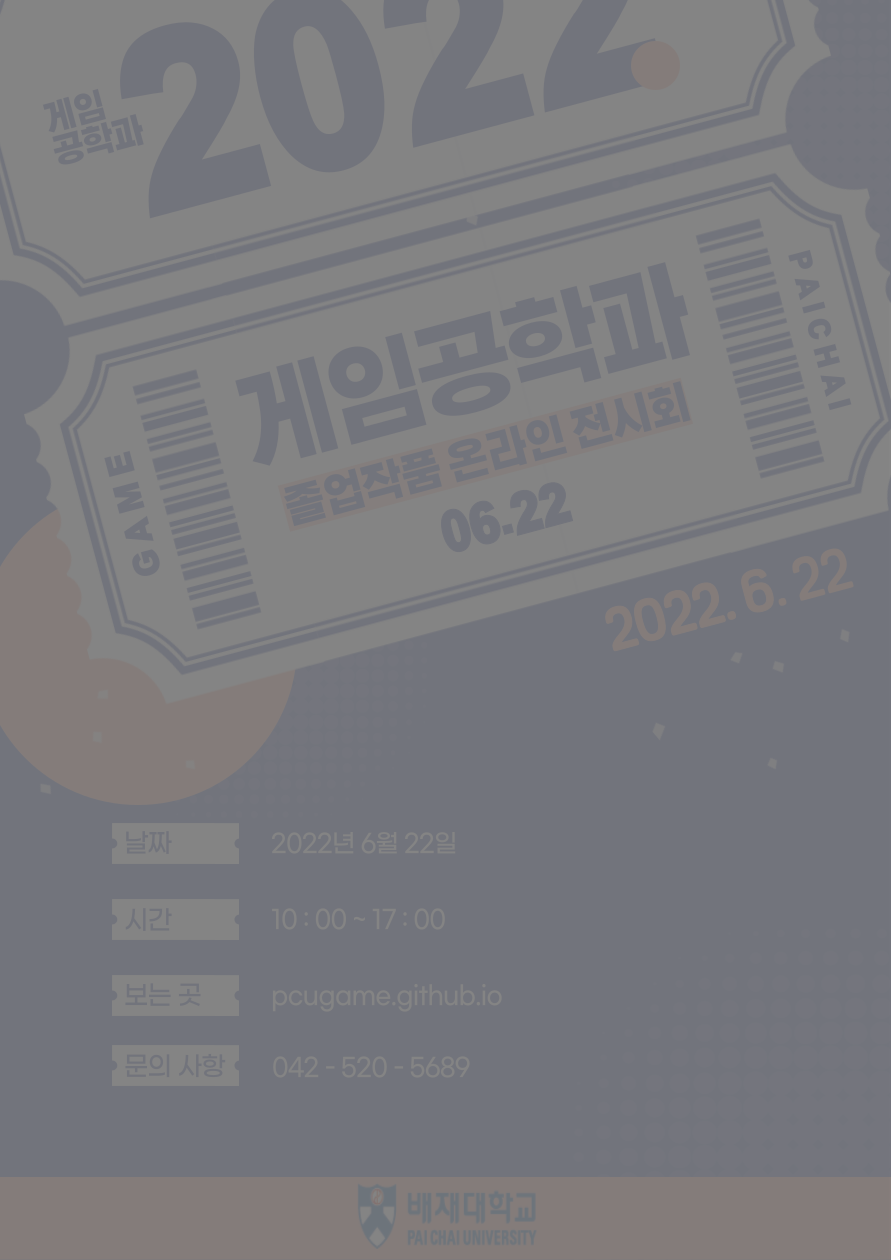 2022.
게임
공학과
게임공학과
졸업작품 온라인 전시회
06.22
GAME
PAICHAI
2022. 6. 22
날짜 2022년 6월 22일
시간 10 : 00 ~ 17 : 00
보는 곳 pcugame.github.io
문의 사항 042 - 520 - 5689
배재대학교
PAI CHAI UNIVERSITY